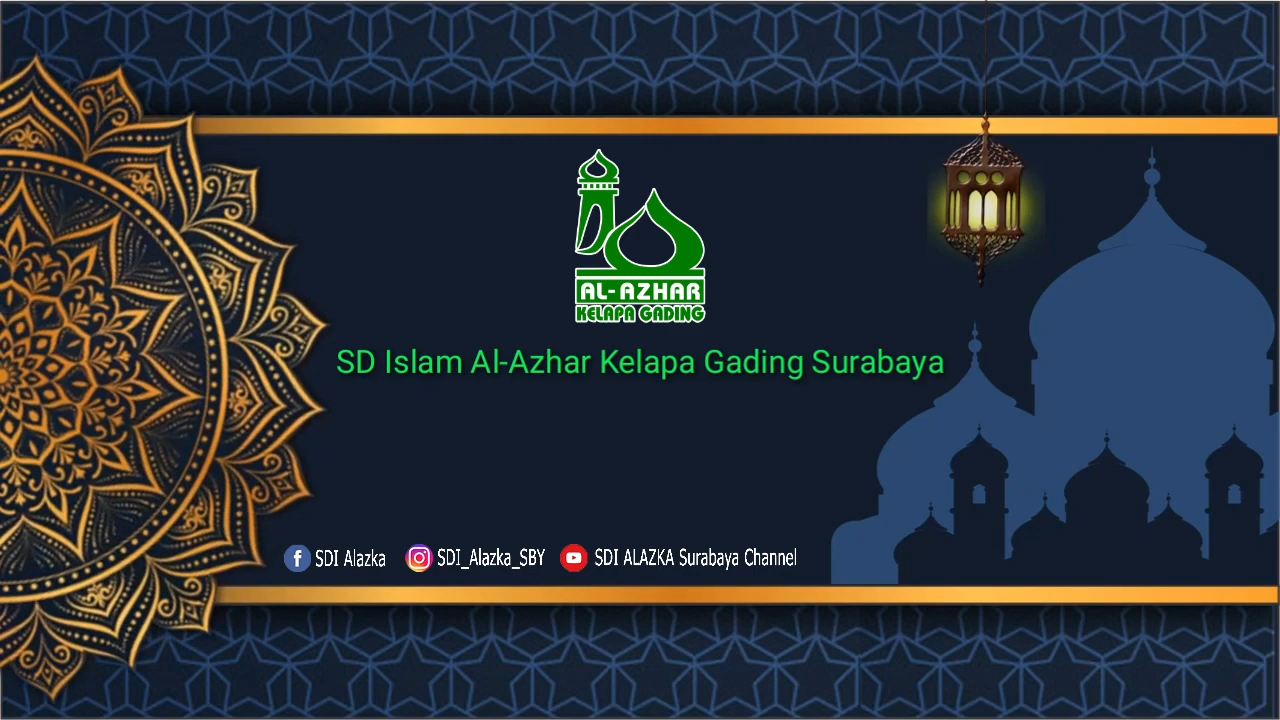 AL-AZHAR
KELAPA GADING
SD Islam Al-Azhar Kelapa Gading Surabaya
SDI Alazka SDI_Alazka_SBY SDI ALAZKA Surabaya Channel